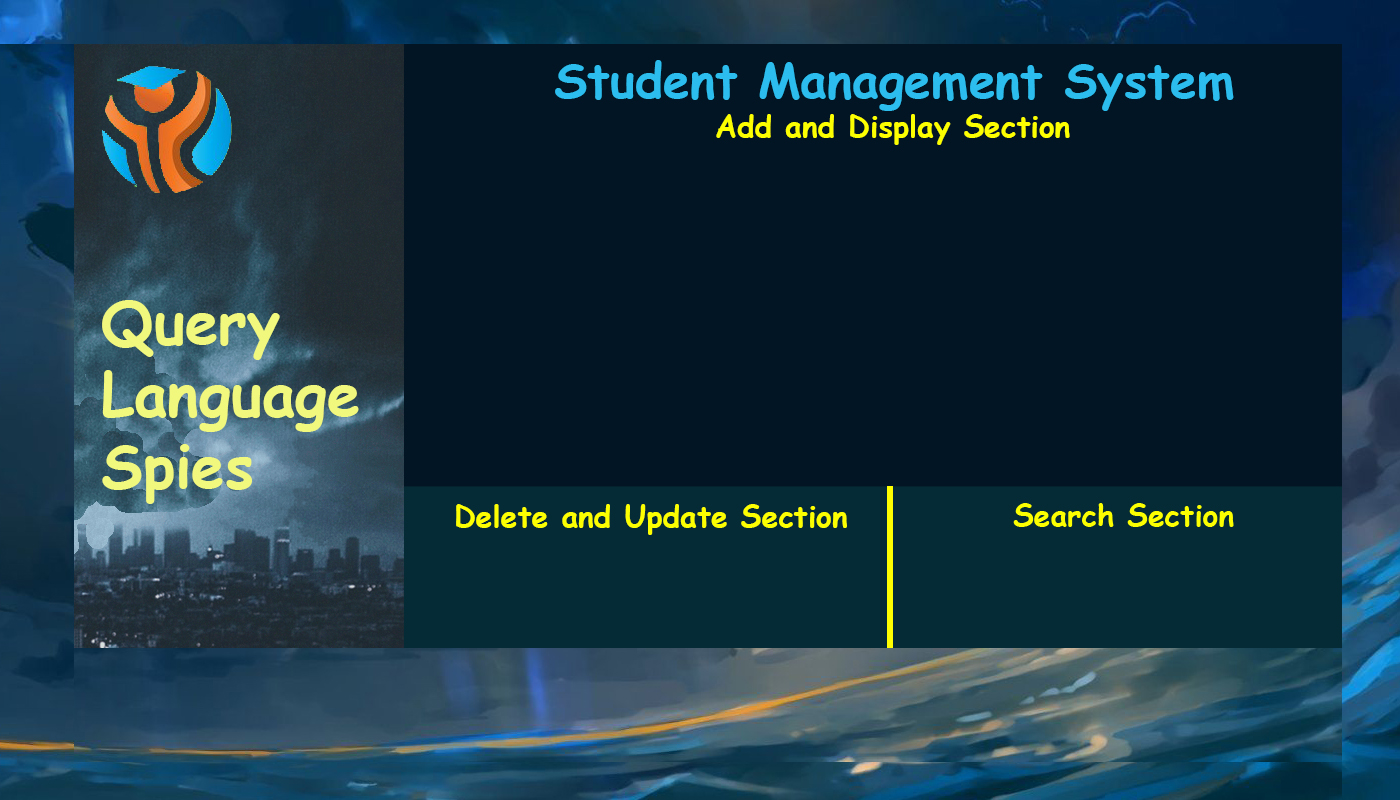 Student Management System
Add and Display Section
Query
Language
Spies
Delete and Update Section
Search Section